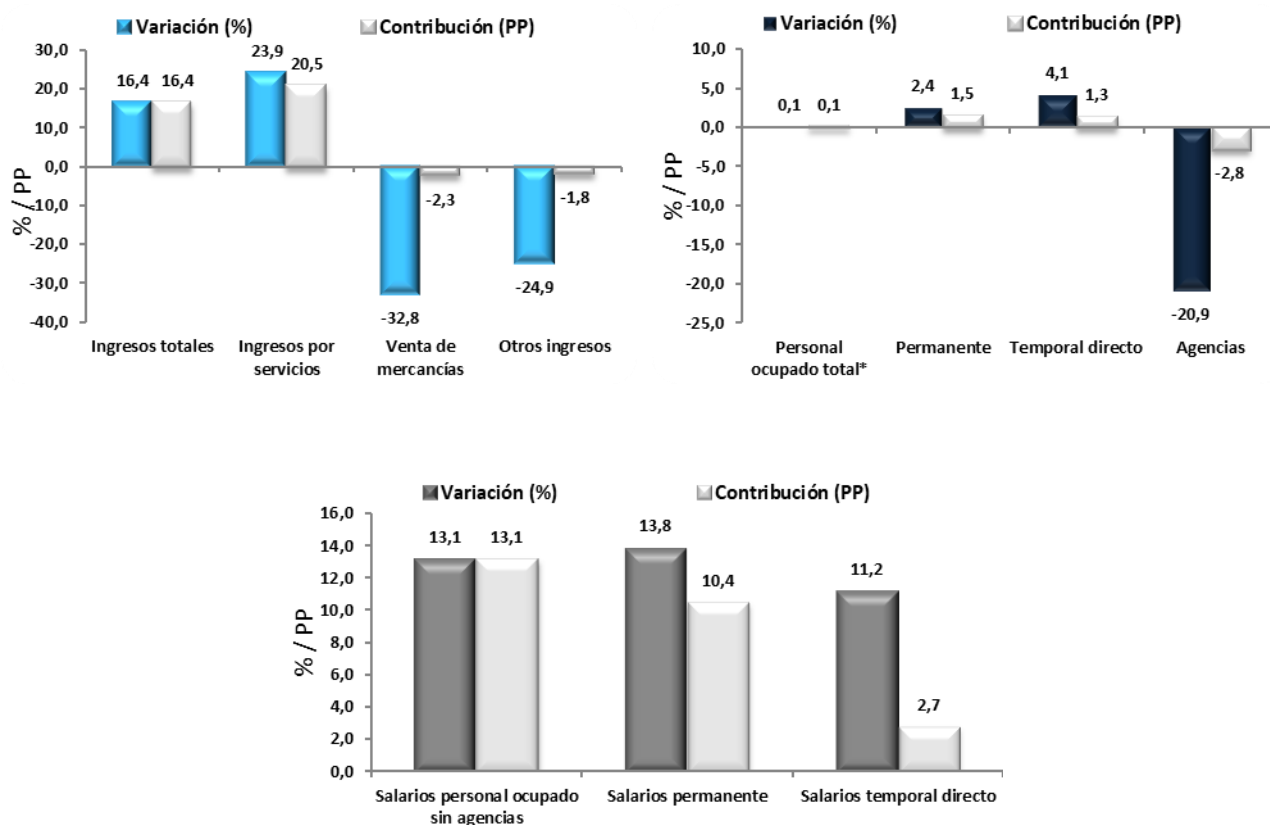 Variación (%) Contribución (PP)
% / PP
30,0
20,0
10,0
0,0
-10,0
-20,0
-30,0
-40,0
16,4 16,4
23,9 20,5
-32,8 -2,3
-24,9 -1,8
Ingresos totales
Ingresos por
servicios
Venta de
mercancías
Otros ingresos
Variación (%) Contribución (PP)
% / PP
10,0
5,0
0,0
-5,0
-10,0
-15,0
-20,0
-25,0
0,1 0,1
2,4 1,5
4,1 1,3
-20,9 -2,8
Personal
ocupado total*
Permanente
Temporal directo
Agencias
Variación (%) Contribución (PP)
% / PP
16,0
14,0
12,0
10,0
8,0
6,0
4,0
2,0
0,0
13,1 13,1
13,8 10,4
11,2 2,7
Salarios personal ocupado
sin agencias
Salarios permanente
Salarios temporal directo